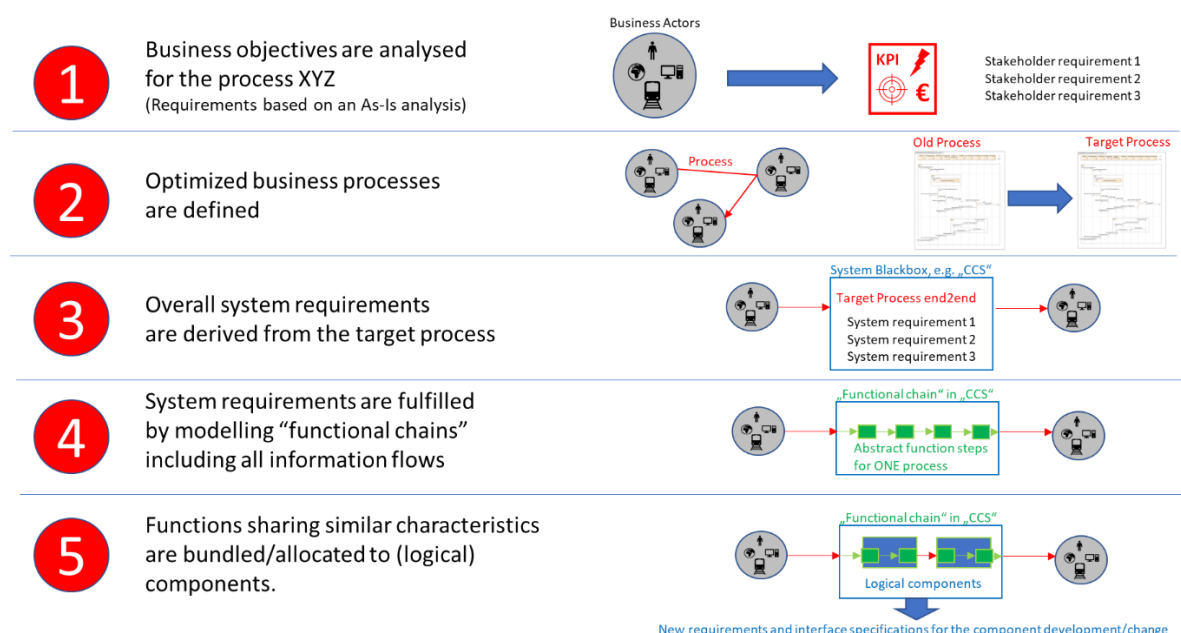 Business Actors
1
Business objectives are analysed
for the process XYZ
(Requirements based on an As-Is analysis)
KPI
€
Stakeholder requirement 1
Stakeholder requirement 2
Stakeholder requirement 3
2
Optimized business processes
are defined
Process
Old Process
Target Process
3
Overall system requirements
are derived from the target process
System Blackbox, e.g. „CCS“
Target Process end2end
System requirement 1
System requirement 2
System requirement 3
4
System requirements are fulfilled
by modelling “functional chains”
including all information flows
„Functional chain“ in „CCS“
Abstract function steps
for ONE process
5
Functions sharing similar characteristics
are bundled/allocated to (logical)
components.
„Functional chain“ in „CCS“
Logical components
New requirements and interface specifications for the component development/change